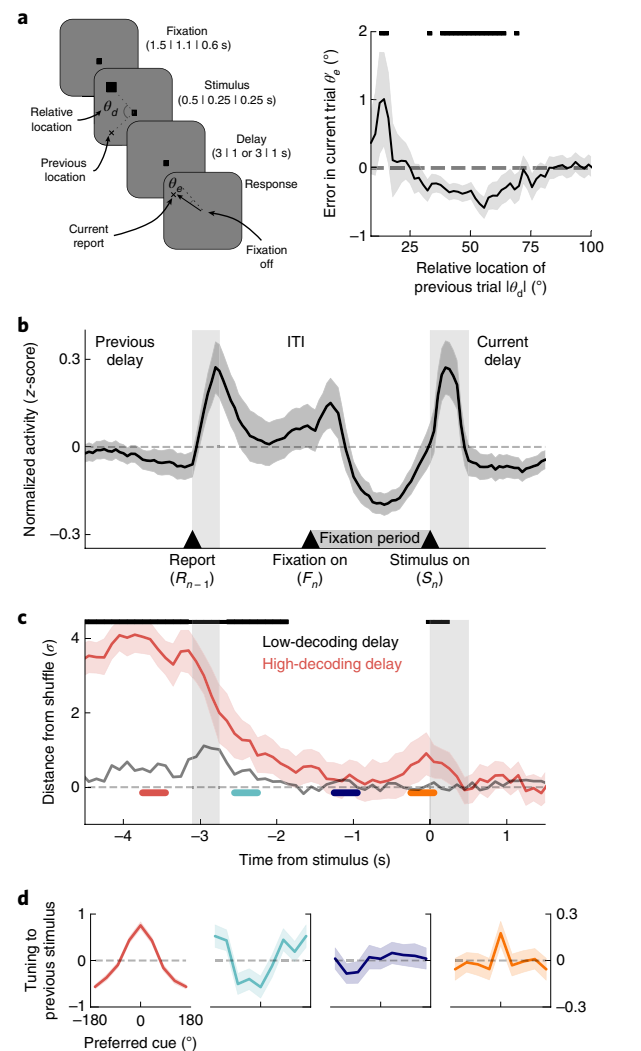 a
Fixation
(1.5 | 1.1 | 0.6 s)
Stimulus
(0.5 | 0.25 | 0.25 s)
Relative
location
θd
Previous
location
Delay
(3 | 1 or 3 | 1 s)
θe
Response
Current
report
Fixation
off
Error in current trial θ′e (°)
2
1
0
−1
25
50
75
100
Relative location of
previous trial |θd| (°)
b
Previous
delay
ITI
Current
delay
Normalized activity (z-score)
0.3
0
−0.3
Fixation period
Report
(Rn−1)
Fixation on
(Fn)
Stimulus on
(Sn)
c
Low-decoding delay
High-decoding delay
Distance from shuffle (σ)
4
2
0
−4
−3
−2
−1
0
1
Time from stimulus (s)
d
Tuning to
previous stimulus
1
0
−1
0.3
0
−0.3
−180
0
180
Preferred cue (°)